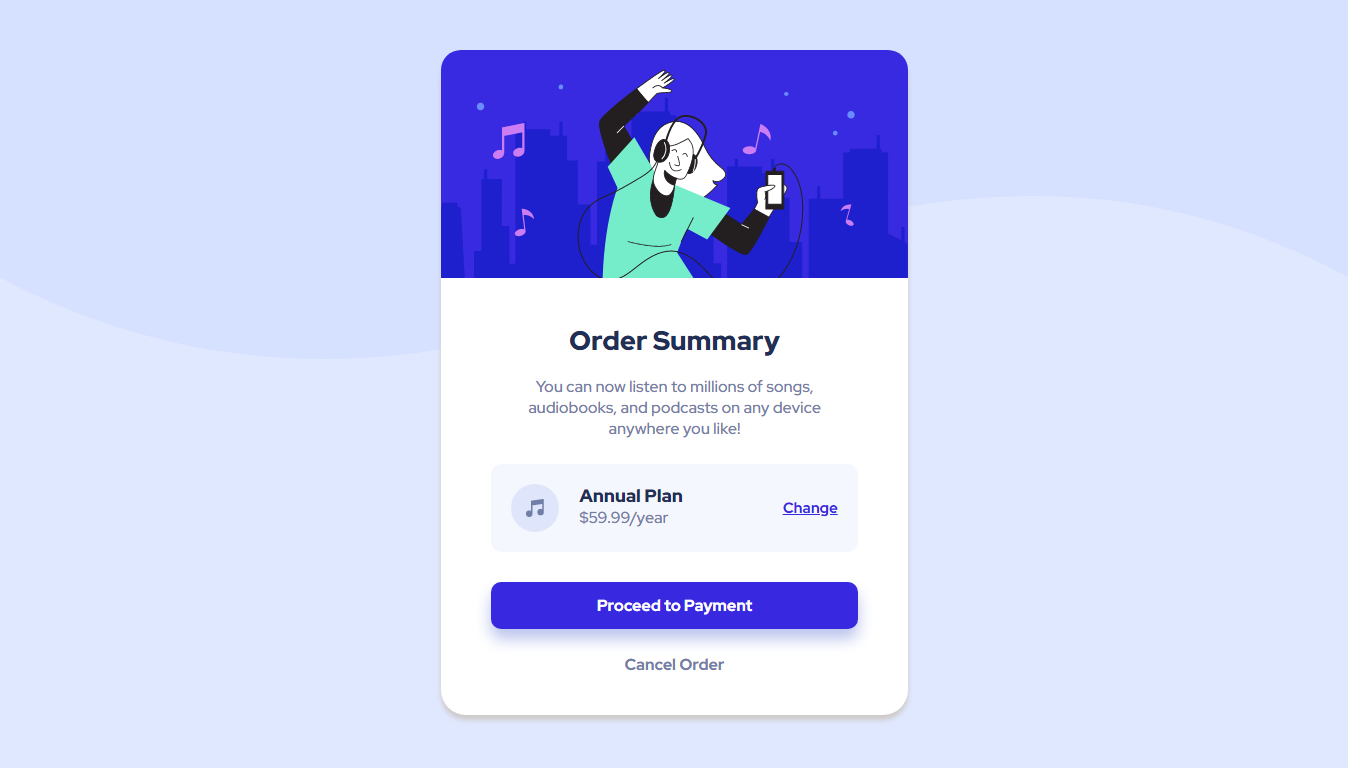 Order Summary
You can now listen to millions of songs,
audiobooks, and podcasts on any device
anywhere you like!
Annual Plan
$59.99/year
Change
Proceed to Payment
Cancel Order